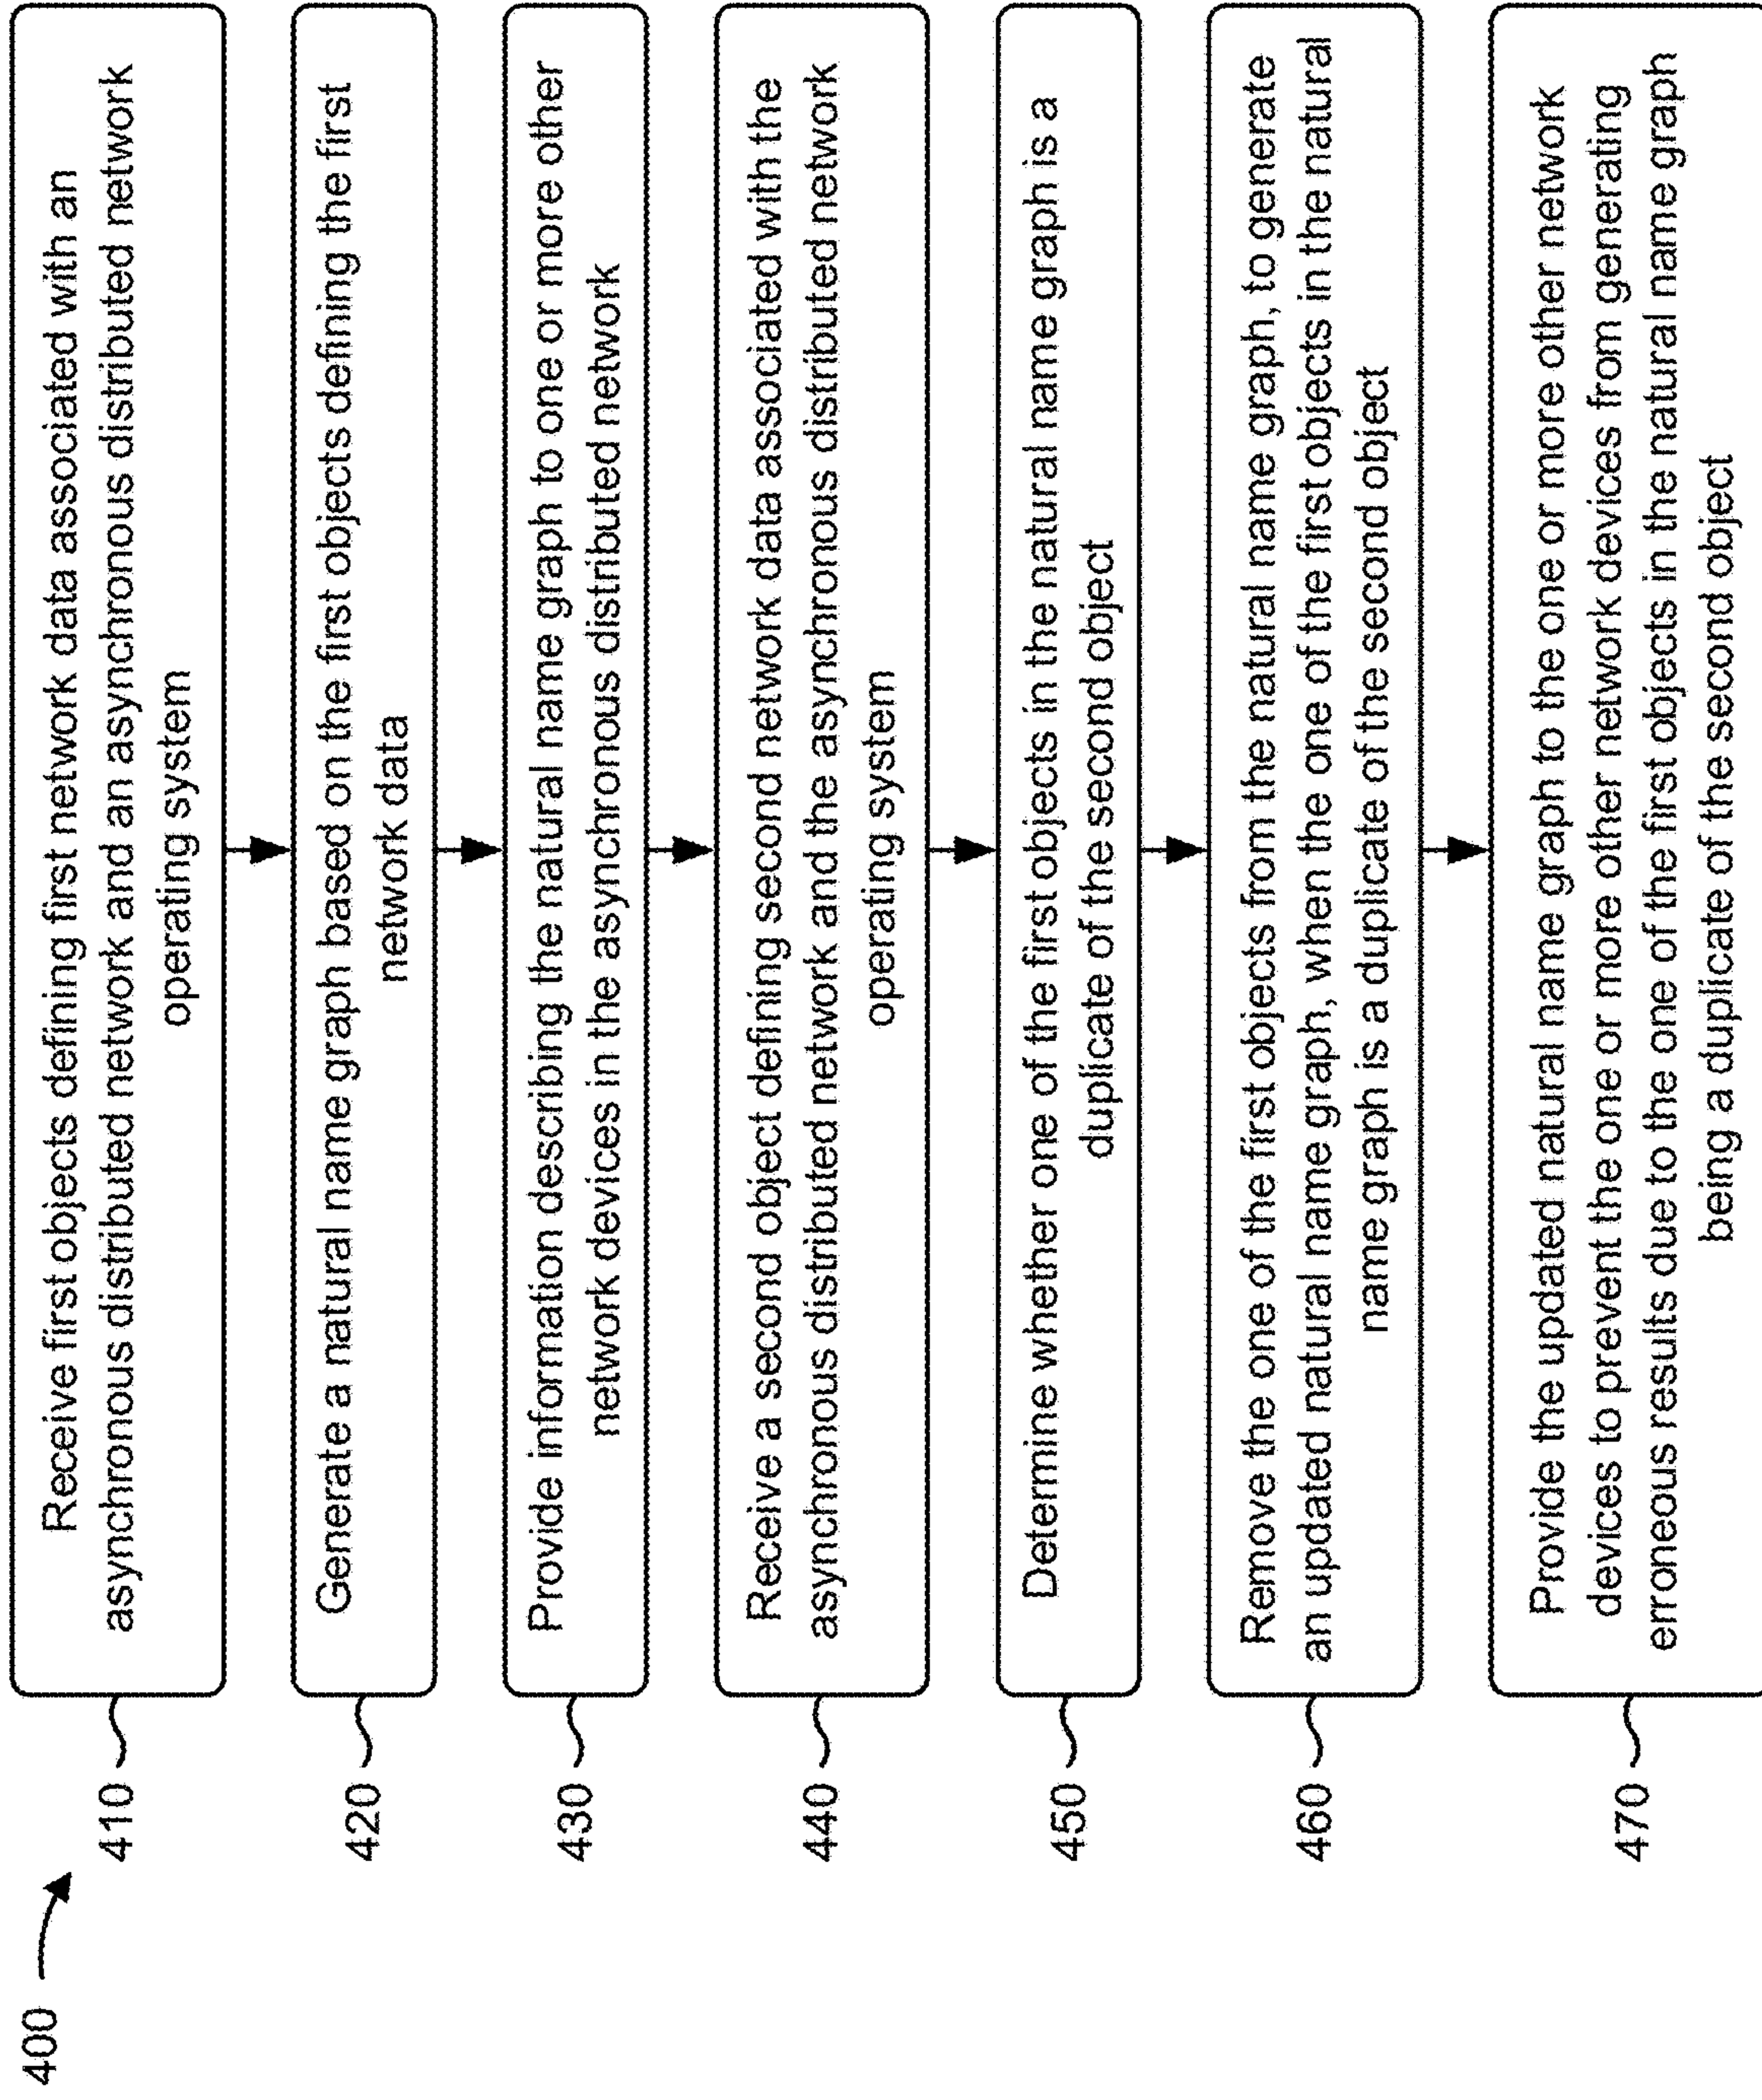 400
410
Receive first objects defining first network data associated with an
asynchronous distributed network and an asynchronous distributed network
operating system
420
Generate a natural name graph based on the first objects defining the first
network data
430
Provide information describing the natural name graph to one or more other
network devices in the asynchronous distributed network
440
Receive a second object defining second network data associated with the
asynchronous distributed network and the asynchronous distributed network
operating system
450
Determine whether one of the first objects in the natural name graph is a
duplicate of the second object
460
Remove the one of the first objects from the natural name graph, to generate
an updated natural name graph, when the one of the first objects in the natural
name graph is a duplicate of the second object
470
Provide the updated natural name graph to the one or more other network
devices to prevent the one or more other network devices from generating
erroneous results due to the one of the first objects in the natural name graph
being a duplicate of the second object